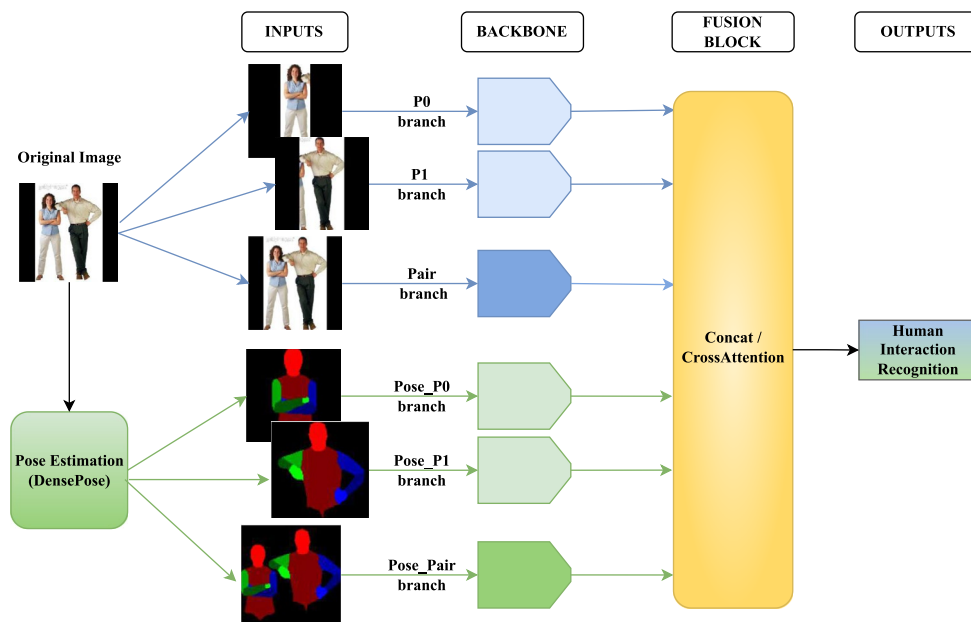 INPUTS
BACKBONE
FUSION
BLOCK
OUTPUTS
Original Image
P0
branch
P1
branch
Pair
branch
Concat /
CrossAttention
Human
Interaction
Recognition
Pose Estimation
(DensePose)
Pose_P0
branch
Pose_P1
branch
Pose_Pair
branch